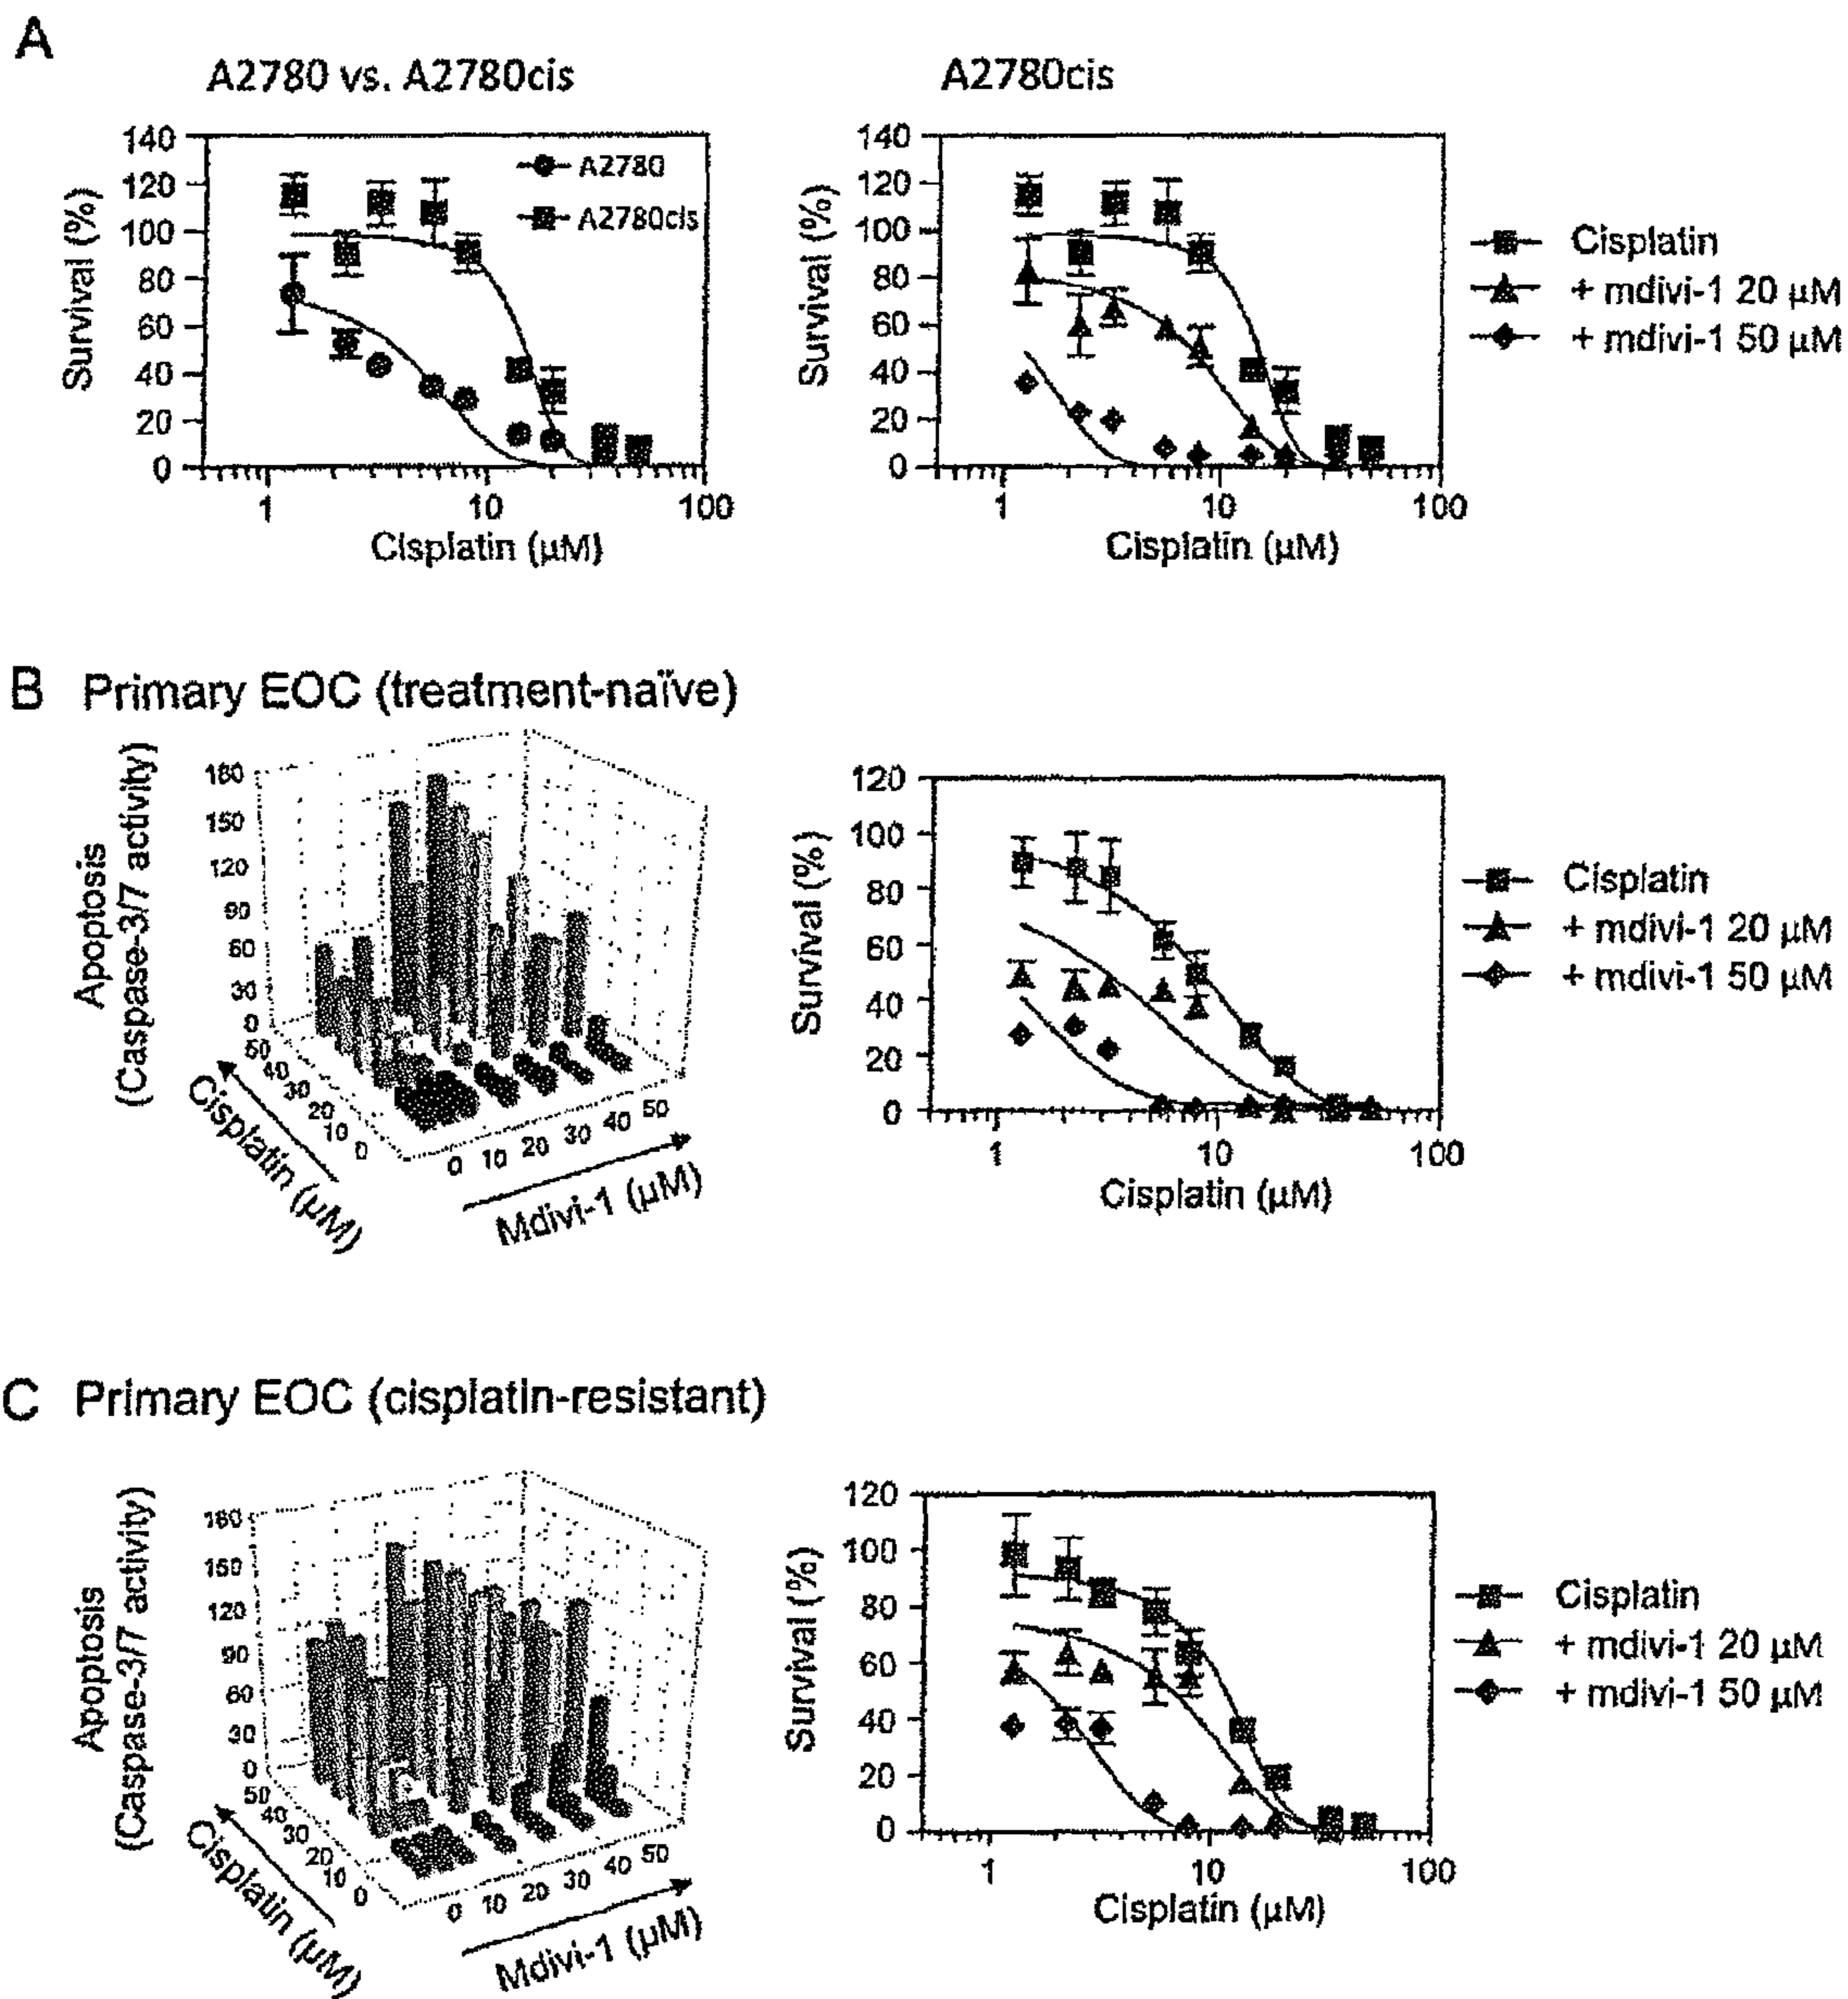 A
A2780 vs. A2780cis
140
120
100
80
60
40
20
0
Survival (%)
A2780
A2780cis
1
10
100
Cisplatin (µM)
A2780cis
140
120
100
80
60
40
20
0
Survival (%)
1
10
100
Cisplatin (µM)
Cisplatin
+ mdivi-1 20 µM
+ mdivi-1 50 µM
B Primary EOC (treatment-naïve)
Apoptosis
(Caspase-3/7 activity)
180
150
120
90
60
30
0
50
40
30
20
10
0
Cisplatin (µM)
0
10
20
30
40
50
Mdivi-1 (µM)
120
100
80
60
40
20
0
Survival (%)
1
10
100
Cisplatin (µM)
Cisplatin
+ mdivi-1 20 µM
+ mdivi-1 50 µM
C Primary EOC (cisplatin-resistant)
Apoptosis
(Caspase-3/7 activity)
180
150
120
90
60
30
0
50
40
30
20
10
0
Cisplatin (µM)
0
10
20
30
40
50
Mdivi-1 (µM)
120
100
80
60
40
20
0
Survival (%)
1
10
100
Cisplatin (µM)
Cisplatin
+ mdivi-1 20 µM
+ mdivi-1 50 µM